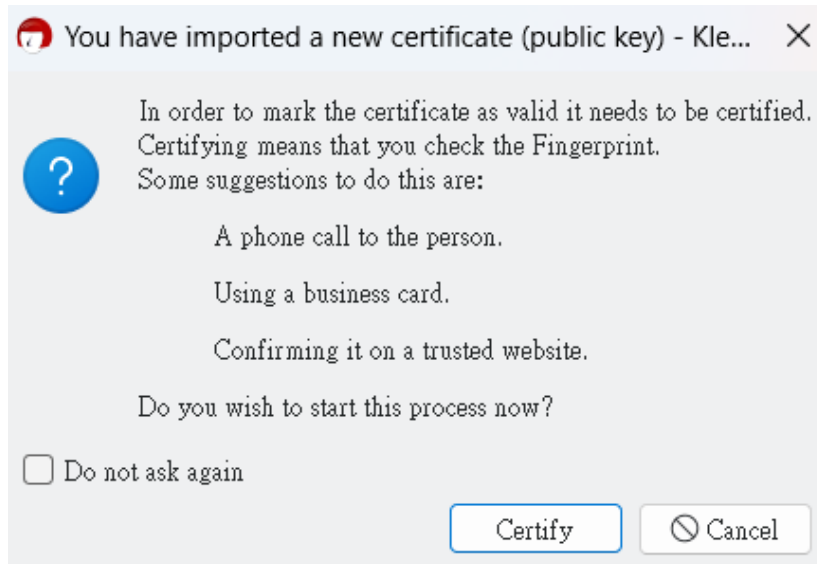 You have imported a new certificate (public key) - Kle...
In order to mark the certificate as valid it needs to be certified.
Certifying means that you check the Fingerprint.
Some suggestions to do this are:
A phone call to the person.
Using a business card.
Confirming it on a trusted website.
Do you wish to start this process now?
Do not ask again
Certify
Cancel